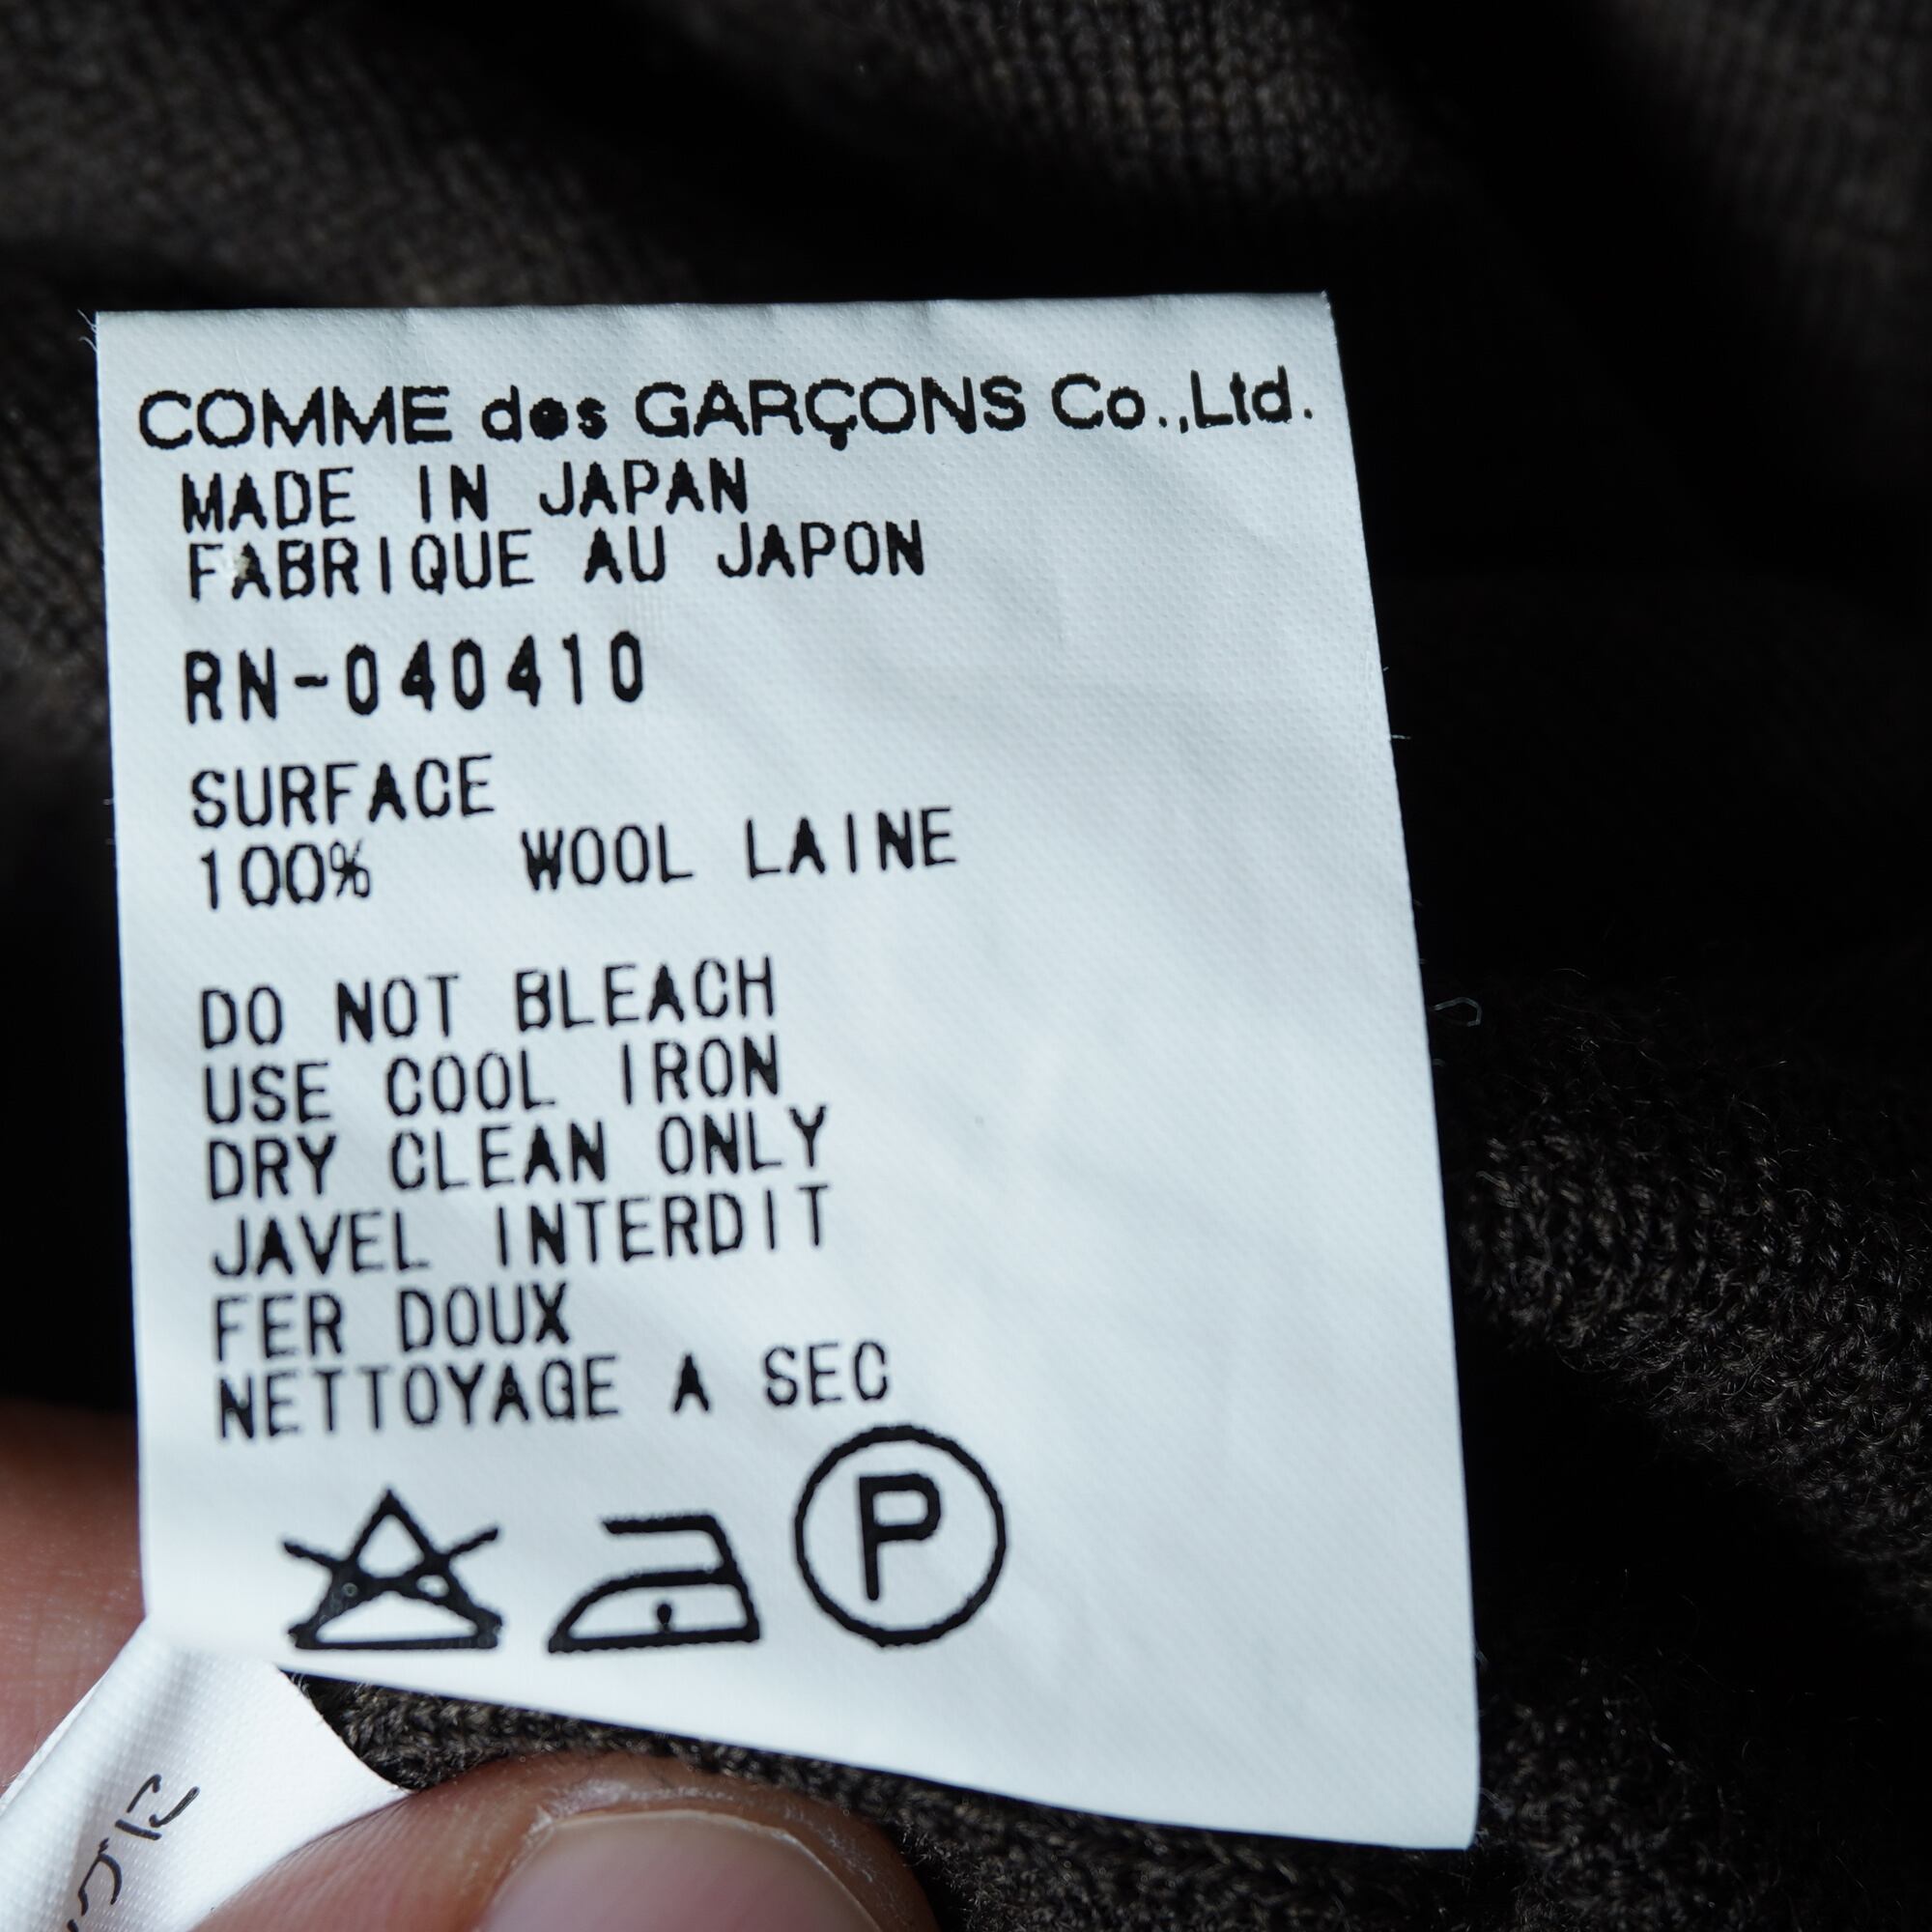 COMME des GARÇONS Co.,Ltd.
MADE IN JAPAN
FABRIQUE AU JAPON
RN-040410
SURFACE
100% WOOL LAINE
DO NOT BLEACH
USE COOL IRON
DRY CLEAN ONLY
JAVEL INTERDIT
FER DOUX
NETTOYAGE A SEC
P